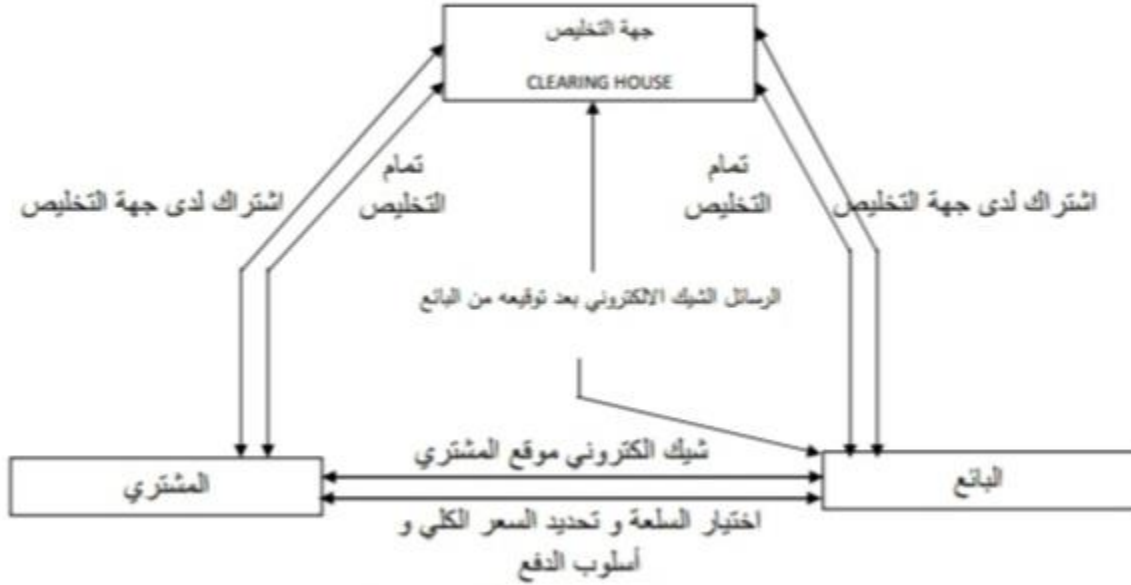 جهة التخليص
CLEARING HOUSE
تمام
التخليص
اشتراك لدى جهة التخليص
تمام
التخليص
اشتراك لدى جهة التخليص
الرسائل الشيك الالكتروني بعد توقيعه من البائع
شيك الكتروني موقع المشتري
المشتري
البائع
اختيار السلعة و تحديد السعر الكلي و
أسلوب الدفع